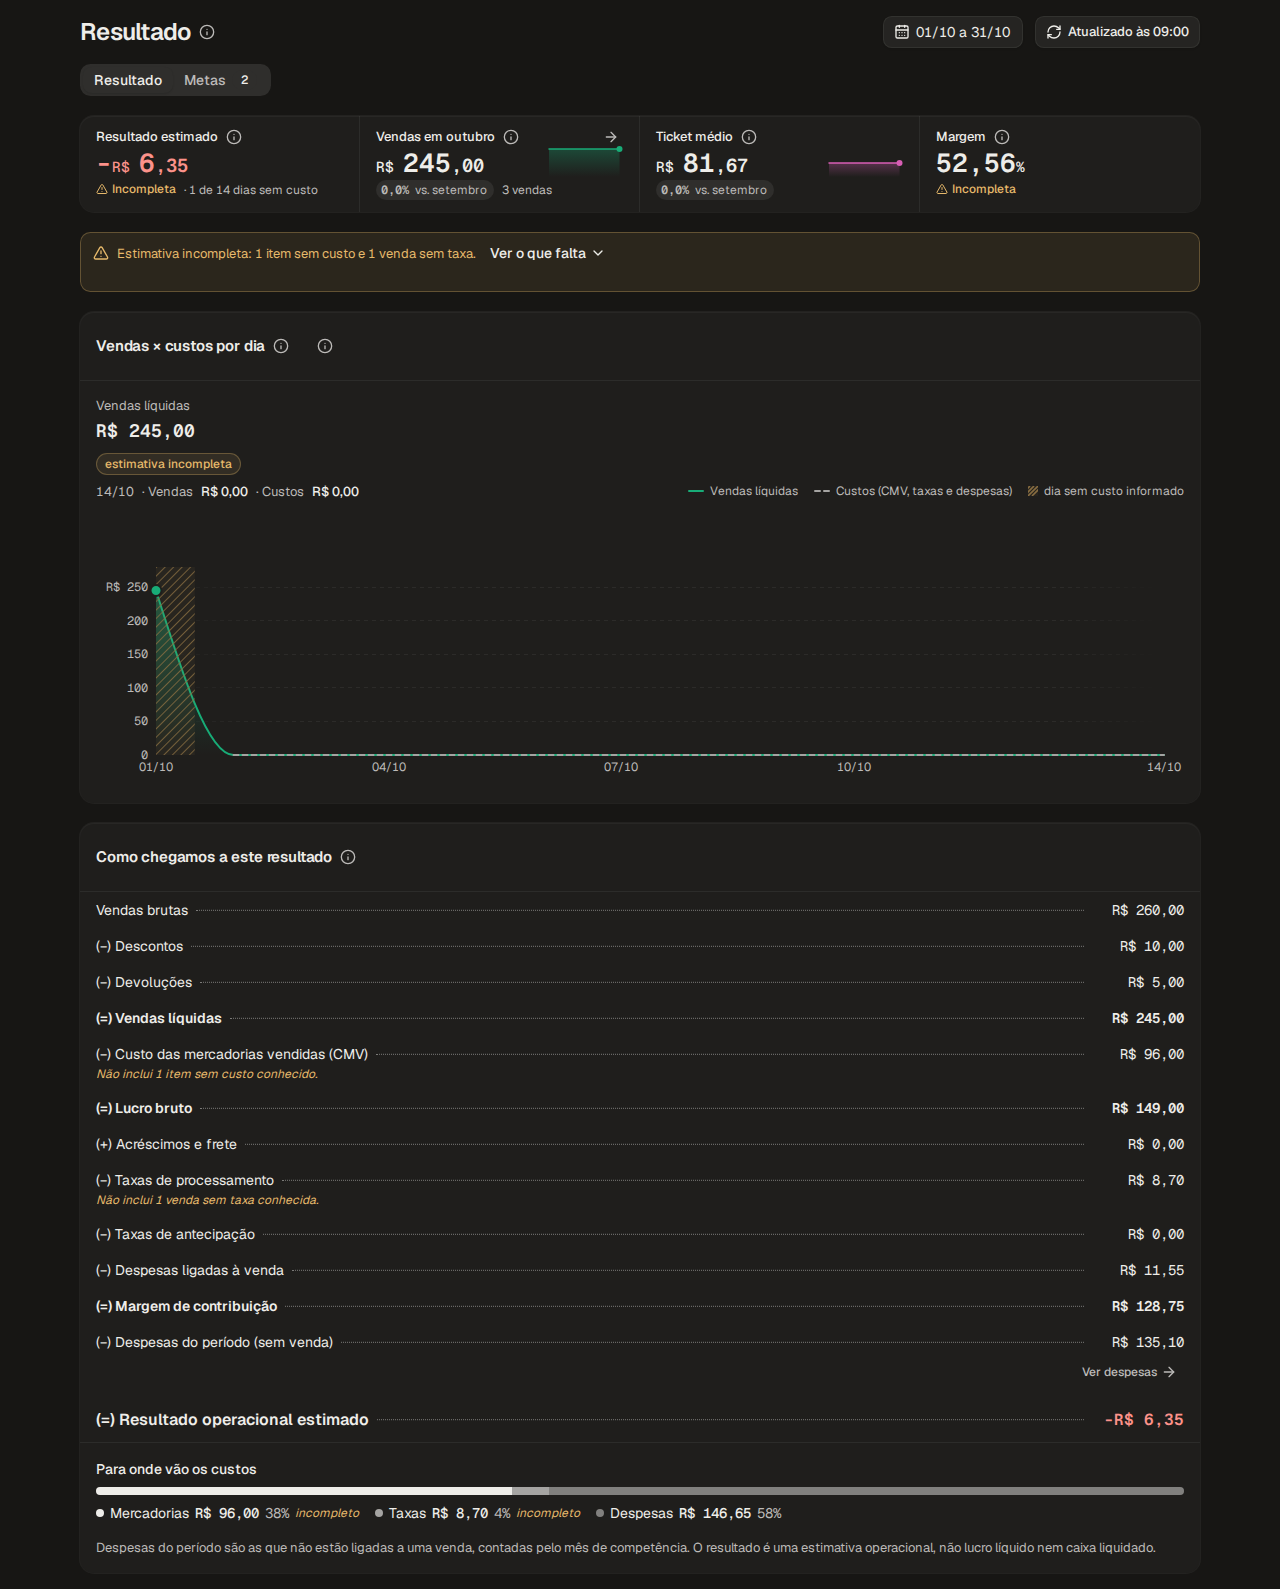 Resultado
01/10 a 31/10
Atualizado às 09:00
Resultado
Metas 2
Resultado estimado
-R$ 6,35
Incompleta · 1 de 14 dias sem custo
Vendas em outubro
R$ 245,00
0,0% vs. setembro 3 vendas
Ticket médio
R$ 81,67
0,0% vs. setembro
Margem
52,56%
Incompleta
Estimativa incompleta: 1 item sem custo e 1 venda sem taxa. Ver o que falta
Vendas × custos por dia
Vendas líquidas
R$ 245,00
estimativa incompleta
14/10 · Vendas R$ 0,00 · Custos R$ 0,00
Vendas líquidas
Custos (CMV, taxas e despesas)
dia sem custo informado
R$ 250
200
150
100
50
0
01/10 04/10 07/10 10/10 14/10
Como chegamos a este resultado
Vendas brutas R$ 260,00
(−) Descontos R$ 10,00
(−) Devoluções R$ 5,00
(=) Vendas líquidas R$ 245,00
(−) Custo das mercadorias vendidas (CMV) R$ 96,00
Não inclui 1 item sem custo conhecido.
(=) Lucro bruto R$ 149,00
(+) Acréscimos e frete R$ 0,00
(−) Taxas de processamento R$ 8,70
Não inclui 1 venda sem taxa conhecida.
(−) Taxas de antecipação R$ 0,00
(−) Despesas ligadas à venda R$ 11,55
(=) Margem de contribuição R$ 128,75
(−) Despesas do período (sem venda) R$ 135,10
Ver despesas
(=) Resultado operacional estimado -R$ 6,35
Para onde vão os custos
Mercadorias R$ 96,00 38% incompleto Taxas R$ 8,70 4% incompleto Despesas R$ 146,65 58%
Despesas do período são as que não estão ligadas a uma venda, contadas pelo mês de competência. O resultado é uma estimativa operacional, não lucro líquido nem caixa liquidado.